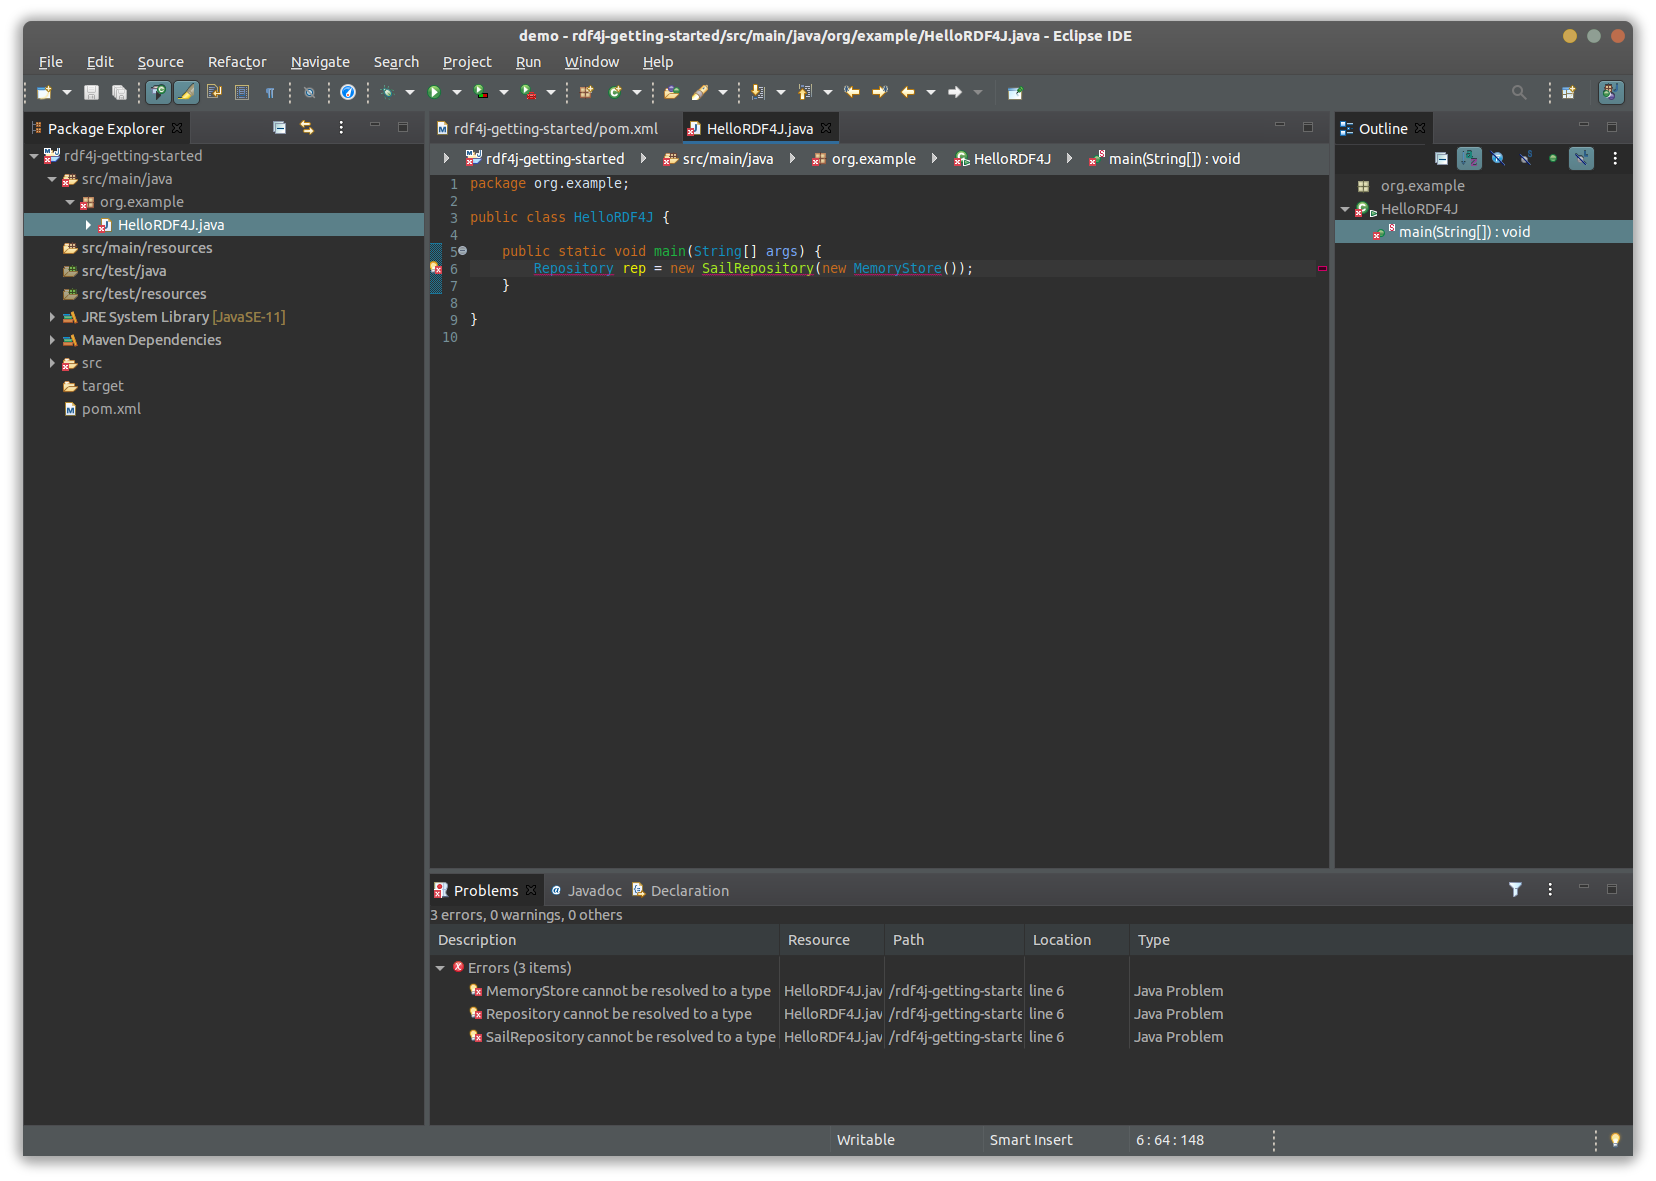 demo - rdf4j-getting-started/src/main/java/org/example/HelloRDF4J.java - Eclipse IDE
File Edit Source Refactor Navigate Search Project Run Window Help
Package Explorer
rdf4j-getting-started
src/main/java
org.example
HelloRDF4J.java
src/main/resources
src/test/java
src/test/resources
JRE System Library [JavaSE-11]
Maven Dependencies
src
target
pom.xml
rdf4j-getting-started/pom.xml HelloRDF4J.java
rdf4j-getting-started src/main/java org.example HelloRDF4J main(String[]) : void
1 package org.example;
2
3 public class HelloRDF4J {
4
5 public static void main(String[] args) {
6 Repository rep = new SailRepository(new MemoryStore());
7 }
8
9 }
10
Outline
org.example
HelloRDF4J
main(String[]) : void
Problems Javadoc Declaration
3 errors, 0 warnings, 0 others
Description Resource Path Location Type
Errors (3 items)
MemoryStore cannot be resolved to a type HelloRDF4J.jav /rdf4j-getting-starte line 6 Java Problem
Repository cannot be resolved to a type HelloRDF4J.jav /rdf4j-getting-starte line 6 Java Problem
SailRepository cannot be resolved to a type HelloRDF4J.jav /rdf4j-getting-starte line 6 Java Problem
Writable Smart Insert 6 : 64 : 148